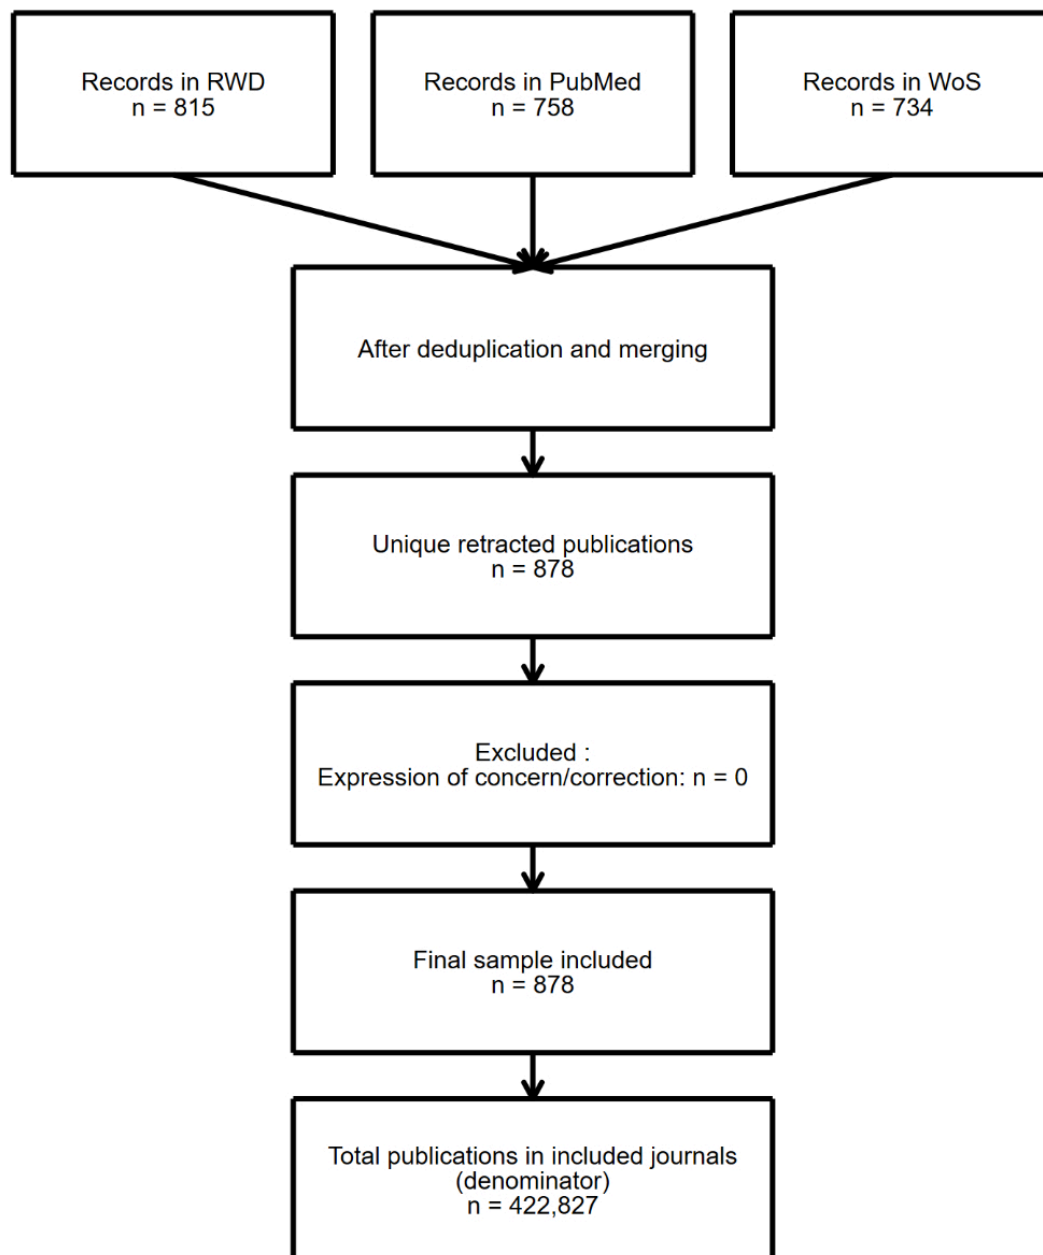 Records in RWD
n = 815
Records in PubMed
n = 758
Records in WoS
n = 734
After deduplication and merging
Unique retracted publications
n = 878
Excluded :
Expression of concern/correction: n = 0
Final sample included
n = 878
Total publications in included journals
(denominator)
n = 422,827